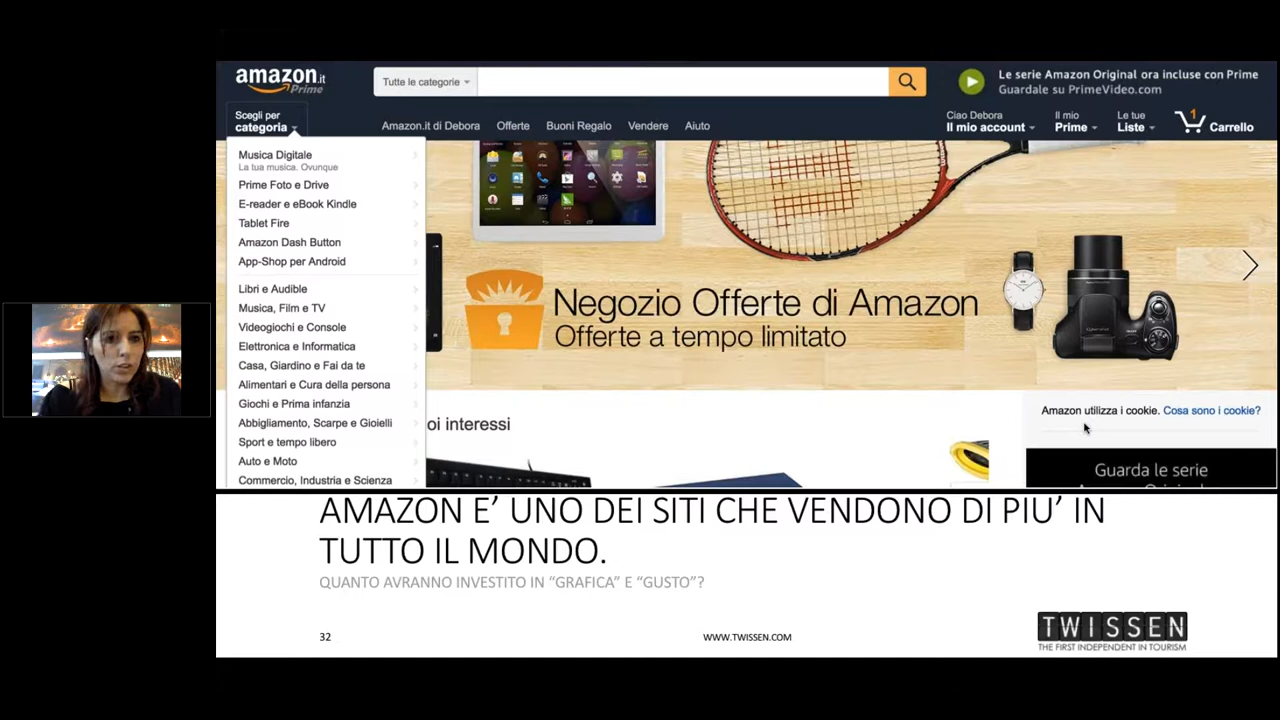 amazon.it
Prime
Tutte le categorie
Le serie Amazon Original ora incluse con Prime
Guardale su PrimeVideo.com
Scegli per
categoria
Amazon.it di Debora
Offerte
Buoni Regalo
Vendere
Aiuto
Ciao Debora
Il mio account
Il mio
Prime
Le tue
Liste
1
Carrello
Musica Digitale
La tua musica. Ovunque
Prime Foto e Drive
E-reader e eBook Kindle
Tablet Fire
Amazon Dash Button
App-Shop per Android
Libri e Audible
Musica, Film e TV
Videogiochi e Console
Elettronica e Informatica
Casa, Giardino e Fai da te
Alimentari e Cura della persona
Giochi e Prima infanzia
Abbigliamento, Scarpe e Gioielli
Sport e tempo libero
Auto e Moto
Commercio, Industria e Scienza
Negozio Offerte di Amazon
Offerte a tempo limitato
oi interessi
Amazon utilizza i cookie. Cosa sono i cookie?
Guarda le serie
AMAZON E’ UNO DEI SITI CHE VENDONO DI PIU’ IN
TUTTO IL MONDO.
QUANTO AVRANNO INVESTITO IN “GRAFICA” E “GUSTO”?
32
WWW.TWISSEN.COM
TWISSEN
THE FIRST INDEPENDENT IN TOURISM